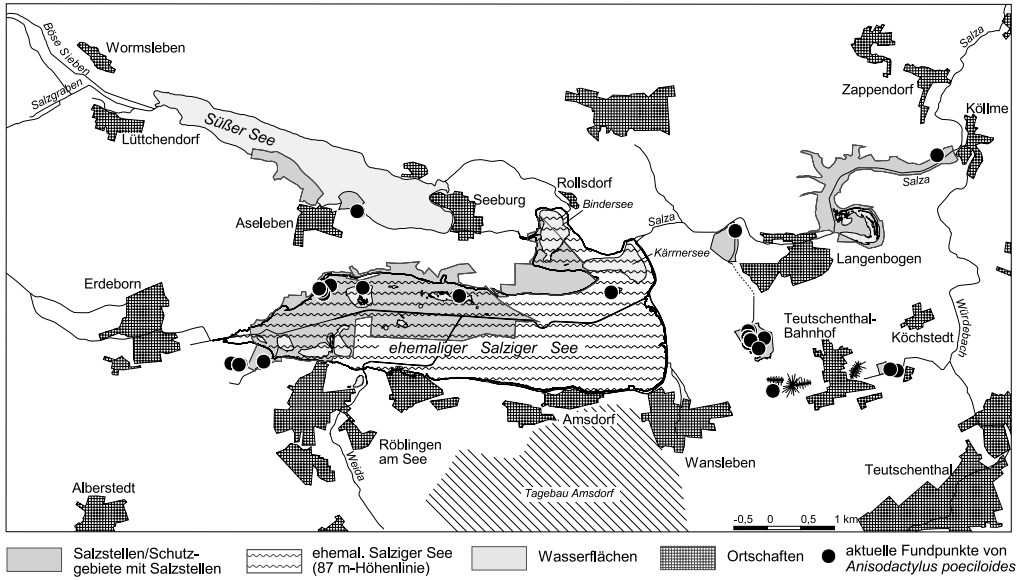 Wormsleben
Böse Sieben
Salzgraben
Lüttchendorf
Süßer See
Aseleben
Seeburg
Rollsdorf
Bindersee
Salza
Kärrnersee
Zappendorf
Salza
Köllme
Salza
Langenbogen
Erdeborn
ehemaliger Salziger See
Teutschenthal-
Bahnhof
Köchstedt
Würdebach
Amsdorf
Röblingen
am See
Weida
Wansleben
Alberstedt
Tagebau Amsdorf
Teutschenthal
-0,5 0 0,5 1 km
Salzstellen/Schutz-
gebiete mit Salzstellen
ehemal. Salziger See
(87 m-Höhenlinie)
Wasserflächen
Ortschaften
aktuelle Fundpunkte von
Anisodactylus poeciloides